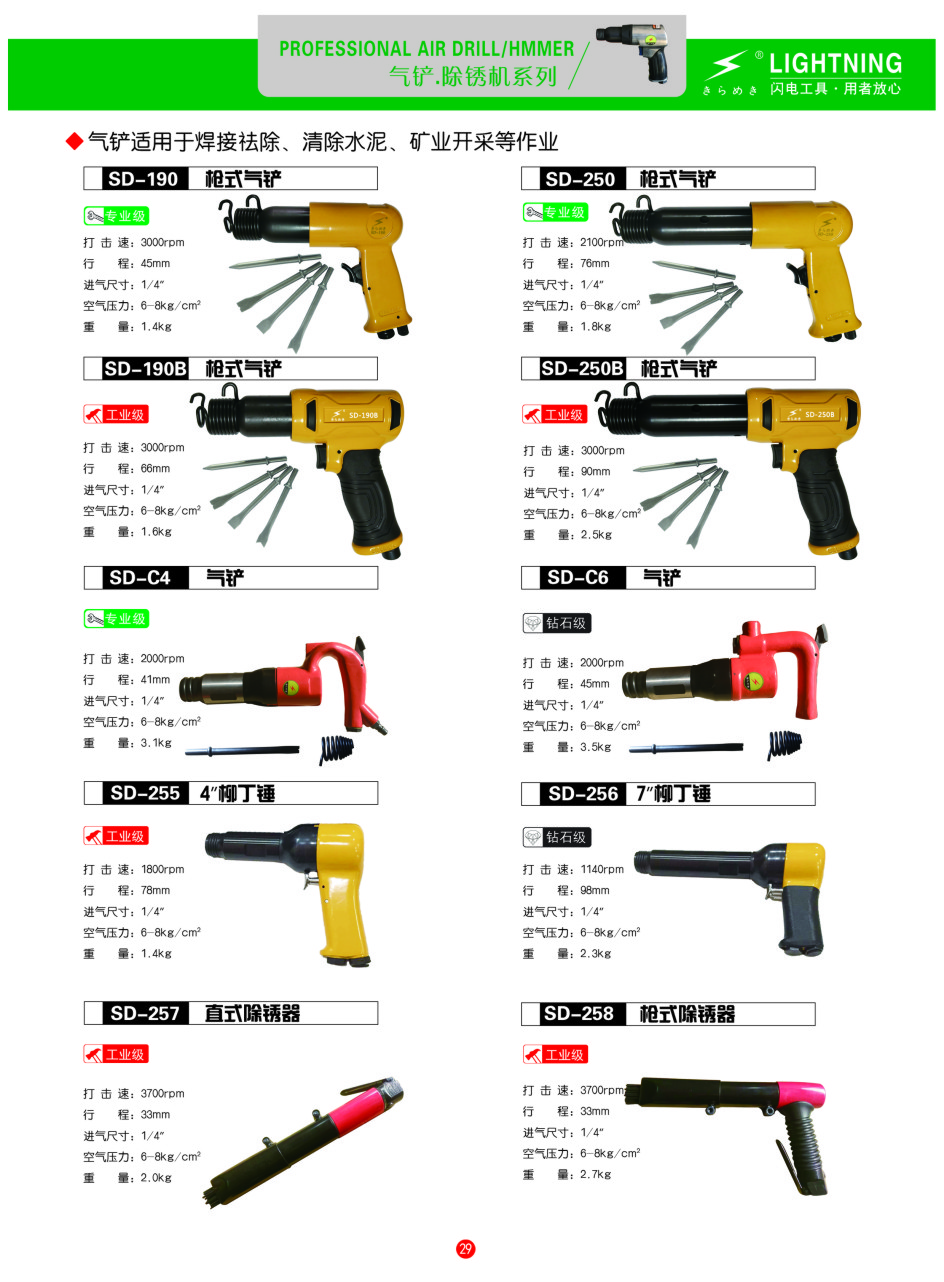 PROFESSIONAL AIR DRILL/HMMER
气铲.除锈机系列
® LIGHTNING
きらめき 闪电工具·用者放心
气铲适用于焊接祛除、清除水泥、矿业开采等作业
SD-190 枪式气铲
专业级
打击速：3000rpm
行程：45mm
进气尺寸：1/4″
空气压力：6-8kg/cm²
重量：1.4kg
SD-250 枪式气铲
专业级
打击速：2100rpm
行程：76mm
进气尺寸：1/4″
空气压力：6-8kg/cm²
重量：1.8kg
SD-190B 枪式气铲
工业级
SD-190B
打击速：3000rpm
行程：66mm
进气尺寸：1/4″
空气压力：6-8kg/cm²
重量：1.6kg
SD-250B 枪式气铲
工业级
SD-250B
打击速：3000rpm
行程：90mm
进气尺寸：1/4″
空气压力：6-8kg/cm²
重量：2.5kg
SD-C4 气铲
专业级
打击速：2000rpm
行程：41mm
进气尺寸：1/4″
空气压力：6-8kg/cm²
重量：3.1kg
SD-C6 气铲
钻石级
打击速：2000rpm
行程：45mm
进气尺寸：1/4″
空气压力：6-8kg/cm²
重量：3.5kg
SD-255 4″柳丁锤
工业级
打击速：1800rpm
行程：78mm
进气尺寸：1/4″
空气压力：6-8kg/cm²
重量：1.4kg
SD-256 7″柳丁锤
钻石级
打击速：1140rpm
行程：98mm
进气尺寸：1/4″
空气压力：6-8kg/cm²
重量：2.3kg
SD-257 直式除锈器
工业级
打击速：3700rpm
行程：33mm
进气尺寸：1/4″
空气压力：6-8kg/cm²
重量：2.0kg
SD-258 枪式除锈器
工业级
打击速：3700rpm
行程：33mm
进气尺寸：1/4″
空气压力：6-8kg/cm²
重量：2.7kg
29